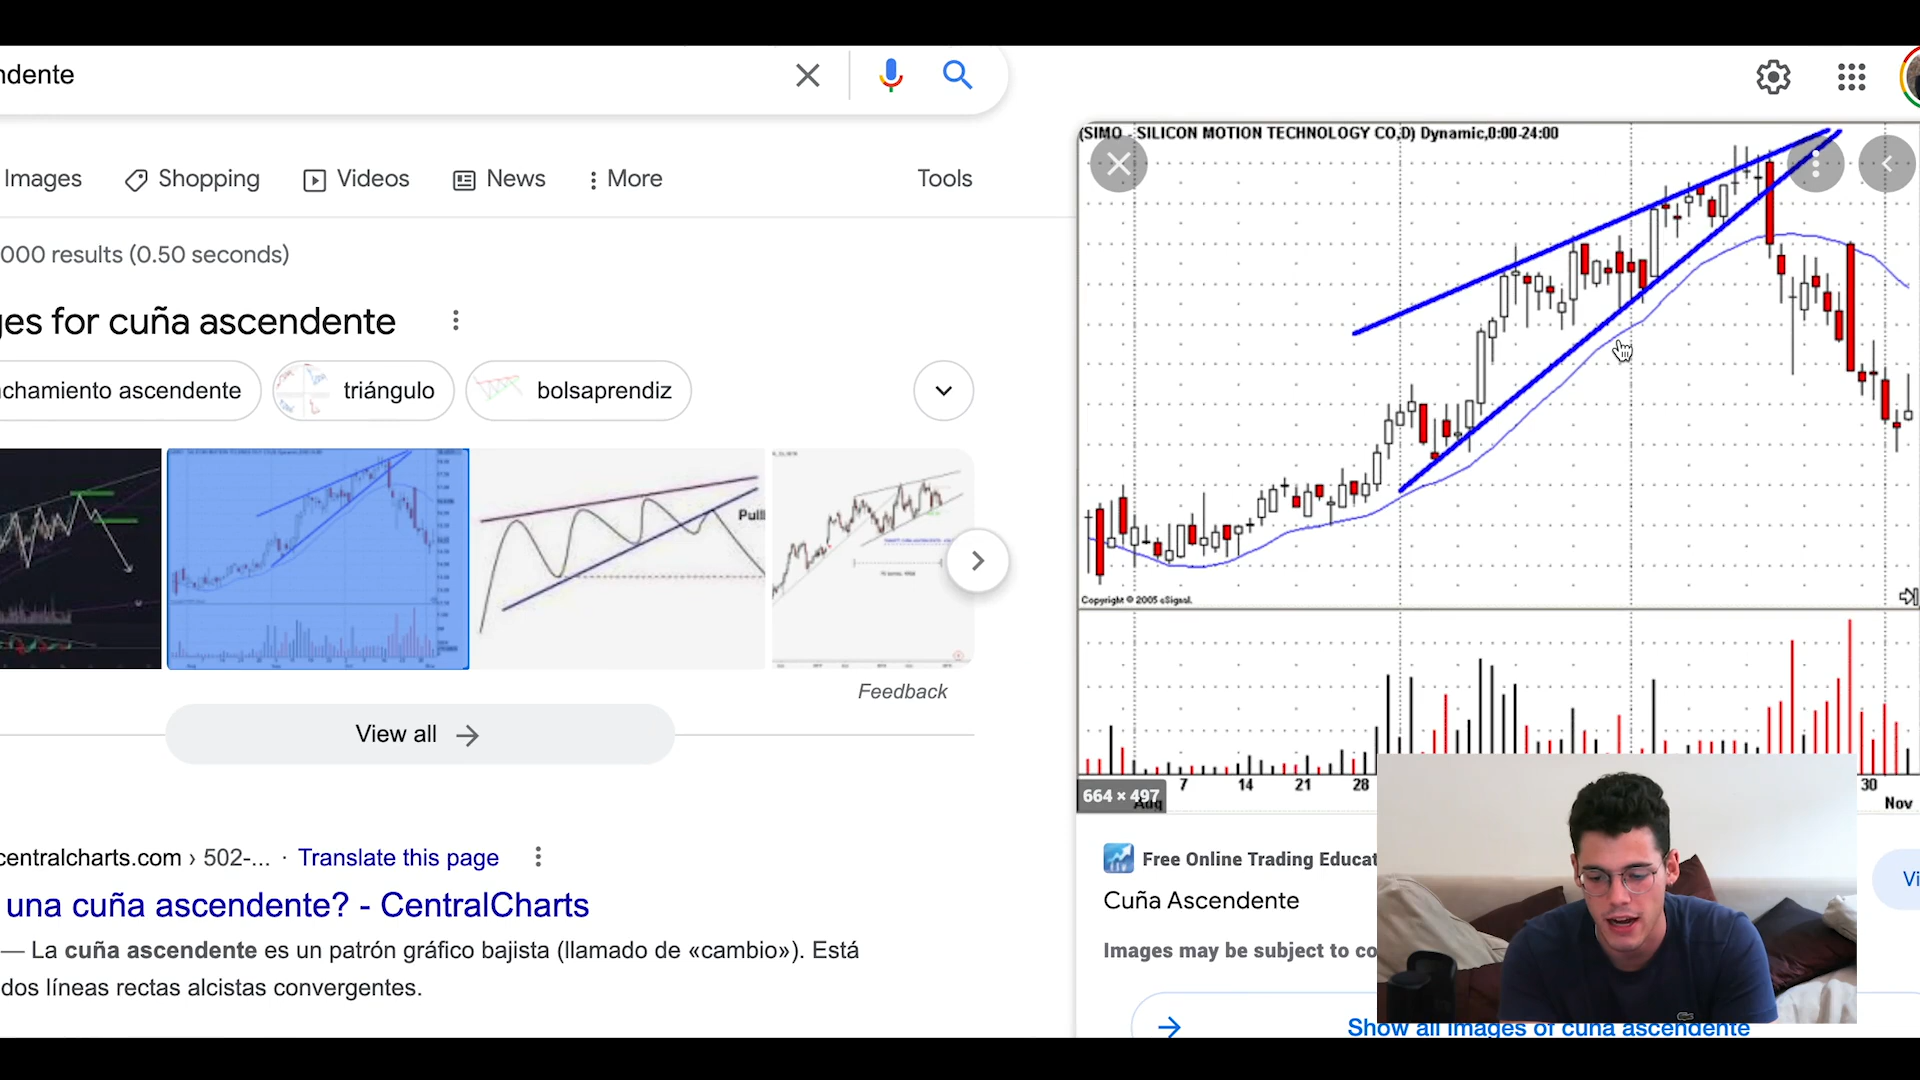 ndente
Images
Shopping
Videos
News
More
Tools
000 results (0.50 seconds)
ges for cuña ascendente
chamiento ascendente
triángulo
bolsaprendiz
Pull
Feedback
View all
centralcharts.com › 502-... · Translate this page
una cuña ascendente? - CentralCharts
— La cuña ascendente es un patrón gráfico bajista (llamado de «cambio»). Está
dos líneas rectas alcistas convergentes.
(SIMO - SILICON MOTION TECHNOLOGY CO,D) Dynamic,0:00-24:00
Copyright © 2005 eSignal.
7 14 21 28 30
664 × 497
Aug Nov
Free Online Trading Educat
Vi
Cuña Ascendente
Images may be subject to co
Show all images of cuña ascendente